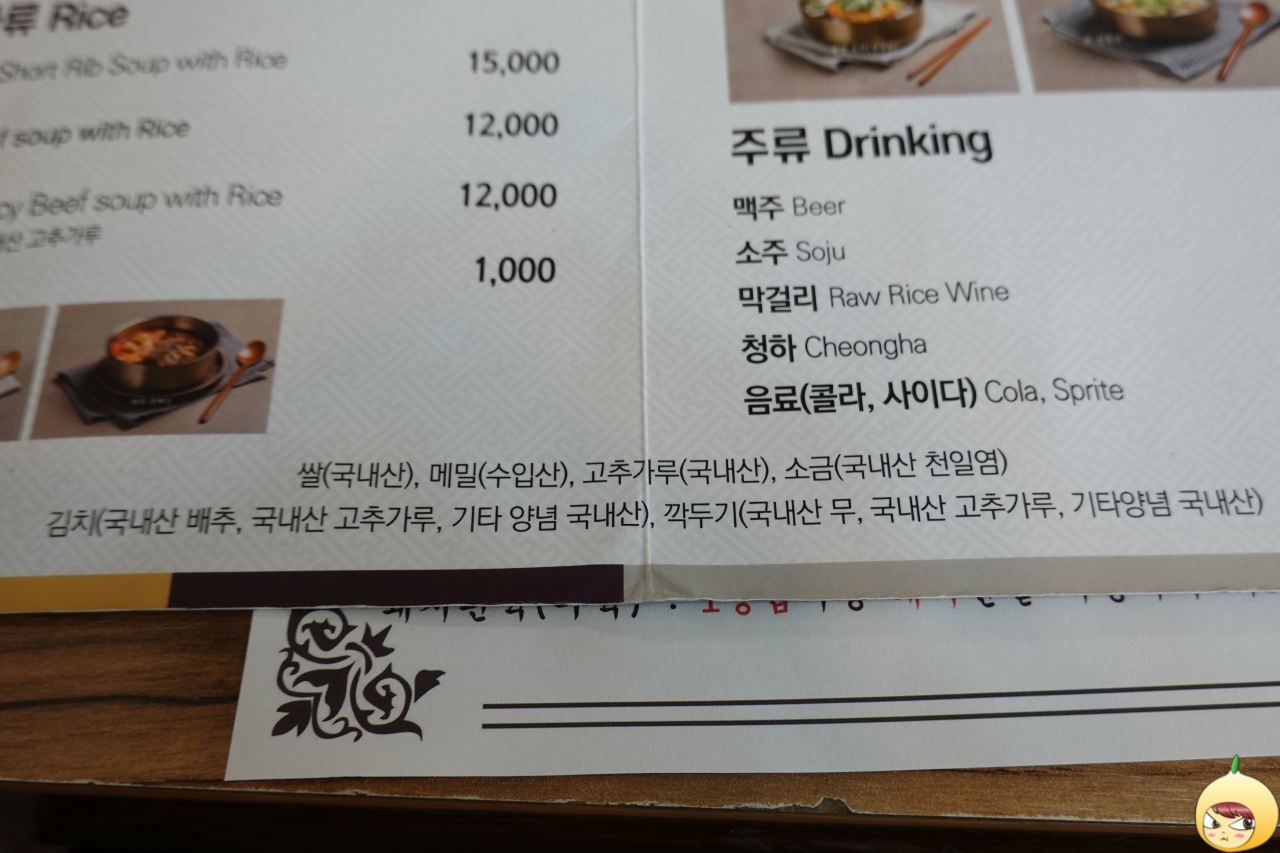 류 Rice
Short Rib Soup with Rice 15,000
soup with Rice 12,000
Beef soup with Rice 12,000
고추가루
1,000
주류 Drinking
맥주 Beer
소주 Soju
막걸리 Raw Rice Wine
청하 Cheongha
음료(콜라, 사이다) Cola, Sprite
쌀(국내산), 메밀(수입산), 고추가루(국내산), 소금(국내산 천일염)
김치(국내산 배추, 국내산 고추가루, 기타 양념 국내산), 깍두기(국내산 무, 국내산 고추가루, 기타양념 국내산)